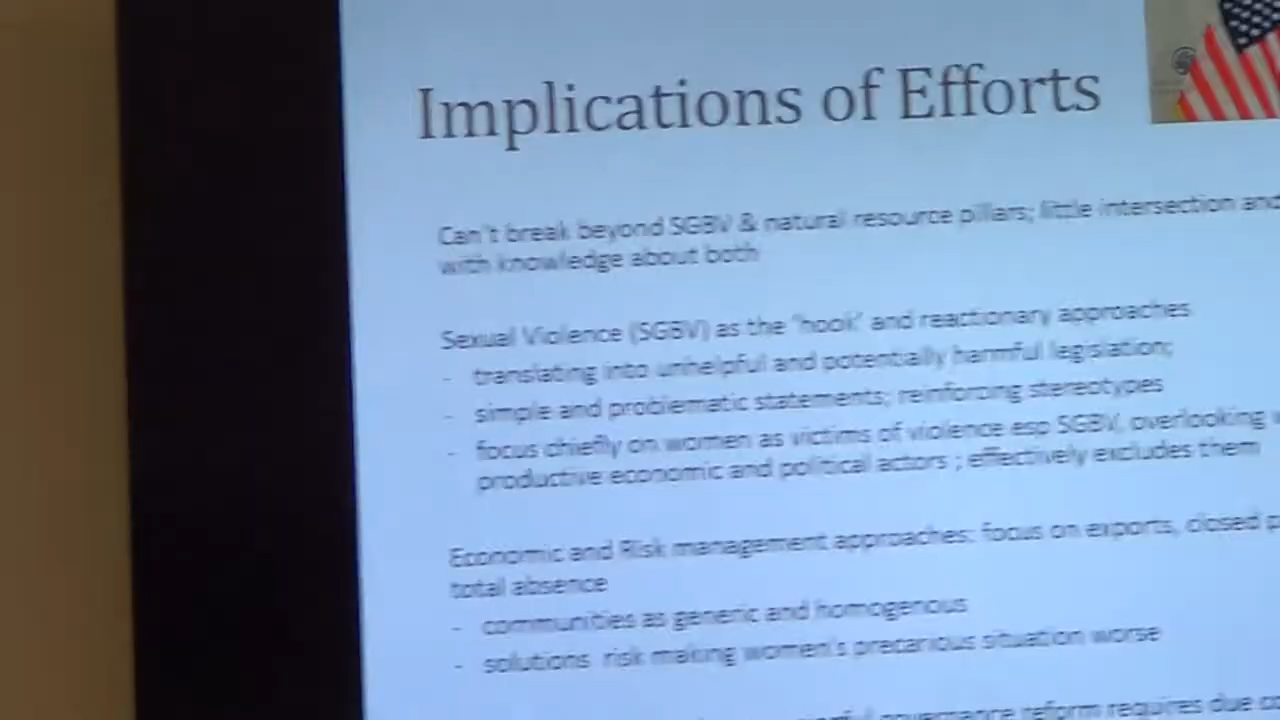 Implications of Efforts
Can't break beyond SGBV & natural resource pillars; little intersection and
with knowledge about both
Sexual Violence (SGBV) as the "hook" and reactionary approaches
- translating into unhelpful and potentially harmful legislation;
- simple and problematic statements; reinforcing stereotypes
- focus chiefly on women as victims of violence esp SGBV, overlooking
productive economic and political actors ; effectively excludes them
Economic and Risk management approaches: focus on exports, closed
total absence
- communities as generic and homogenous
- solutions risk making women's precarious situation worse
governance reform requires due